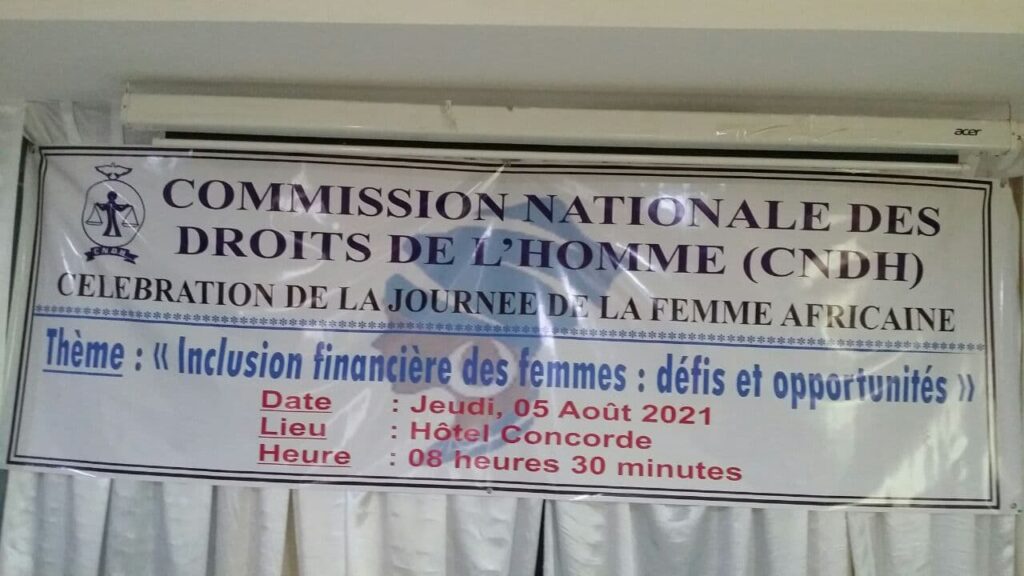 acer
COMMISSION NATIONALE DES
DROITS DE L'HOMME (CNDH)
CNDH
CELEBRATION DE LA JOURNEE DE LA FEMME AFRICAINE
Thème : « Inclusion financière des femmes : défis et opportunités »
Date : Jeudi, 05 Août 2021
Lieu : Hôtel Concorde
Heure : 08 heures 30 minutes